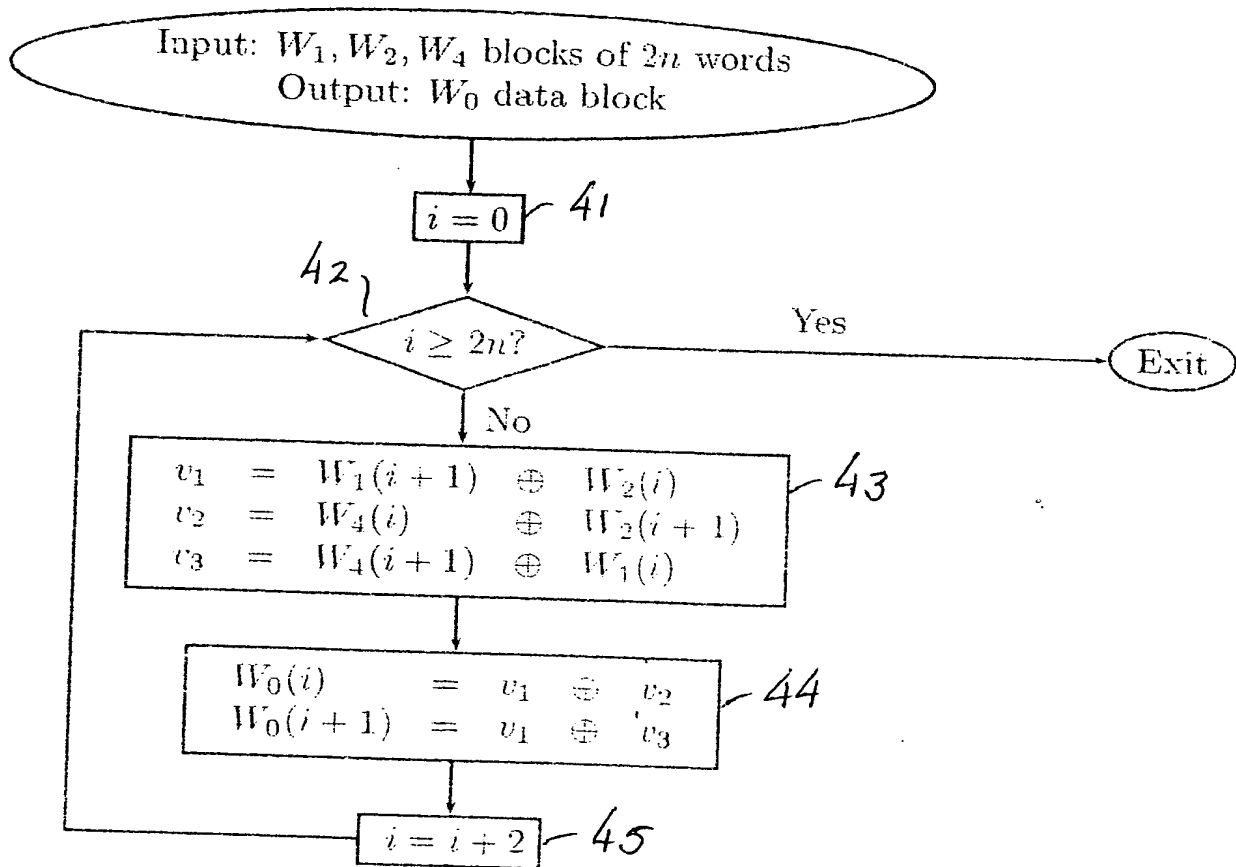 Input: W₁, W₂, W₄ blocks of 2n words
Output: W₀ data block
i = 0
41
42
i ≥ 2n?
Yes
Exit
No
v₁ = W₁(i + 1) ⊕ W₂(i)
v₂ = W₄(i) ⊕ W₂(i + 1)
v₃ = W₄(i + 1) ⊕ W₁(i)
43
W₀(i) = v₁ ⊕ v₂
W₀(i + 1) = v₁ ⊕ v₃
44
i = i + 2
45